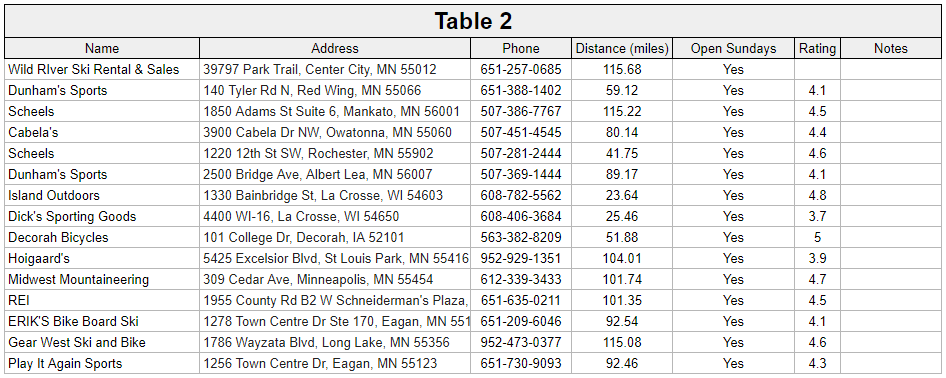 Table 2
Name Address Phone Distance (miles) Open Sundays Rating Notes
Wild RIver Ski Rental & Sales 39797 Park Trail, Center City, MN 55012 651-257-0685 115.68 Yes
Dunham's Sports 140 Tyler Rd N, Red Wing, MN 55066 651-388-1402 59.12 Yes 4.1
Scheels 1850 Adams St Suite 6, Mankato, MN 56001 507-386-7767 115.22 Yes 4.5
Cabela's 3900 Cabela Dr NW, Owatonna, MN 55060 507-451-4545 80.14 Yes 4.4
Scheels 1220 12th St SW, Rochester, MN 55902 507-281-2444 41.75 Yes 4.6
Dunham's Sports 2500 Bridge Ave, Albert Lea, MN 56007 507-369-1444 89.17 Yes 4.1
Island Outdoors 1330 Bainbridge St, La Crosse, WI 54603 608-782-5562 23.64 Yes 4.8
Dick's Sporting Goods 4400 WI-16, La Crosse, WI 54650 608-406-3684 25.46 Yes 3.7
Decorah Bicycles 101 College Dr, Decorah, IA 52101 563-382-8209 51.88 Yes 5
Hoigaard's 5425 Excelsior Blvd, St Louis Park, MN 55416 952-929-1351 104.01 Yes 3.9
Midwest Mountaineering 309 Cedar Ave, Minneapolis, MN 55454 612-339-3433 101.74 Yes 4.7
REI 1955 County Rd B2 W Schneiderman's Plaza, 651-635-0211 101.35 Yes 4.5
ERIK'S Bike Board Ski 1278 Town Centre Dr Ste 170, Eagan, MN 551 651-209-6046 92.54 Yes 4.1
Gear West Ski and Bike 1786 Wayzata Blvd, Long Lake, MN 55356 952-473-0377 115.08 Yes 4.6
Play It Again Sports 1256 Town Centre Dr, Eagan, MN 55123 651-730-9093 92.46 Yes 4.3